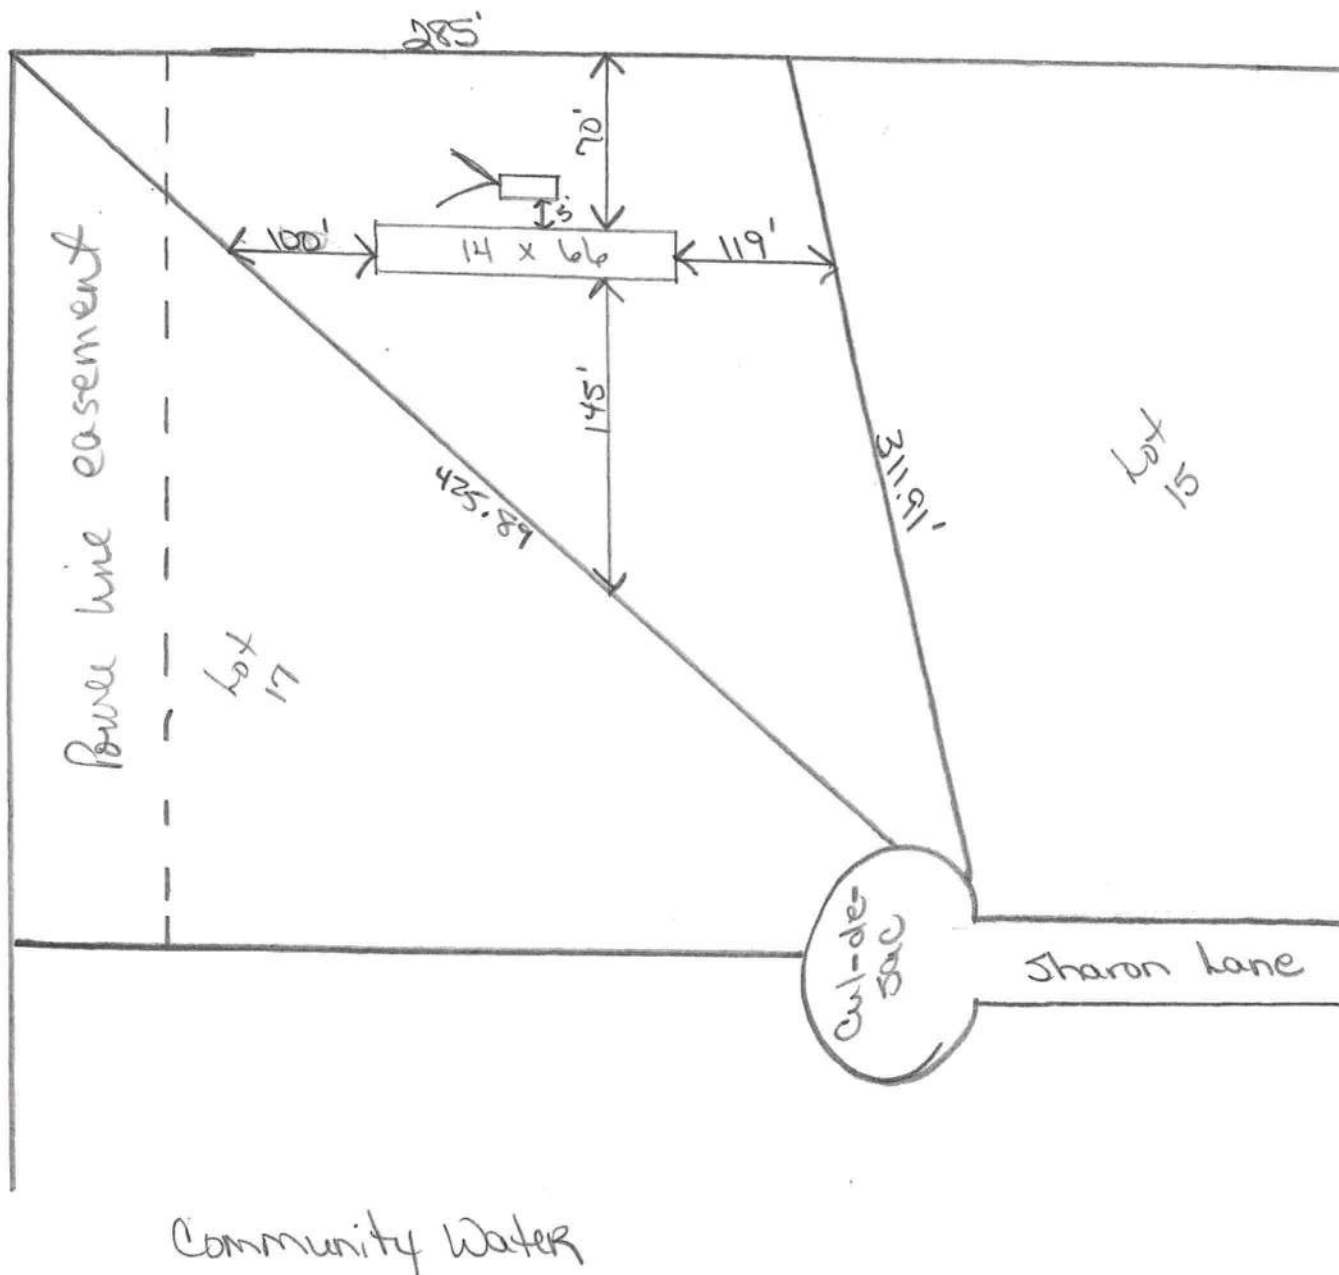 285'
70'
5'
100'
14 x 66
119'
Power Line easement
145'
425.89
311.91'
Lot
15
Lot
17
Cul-de-
sac
Sharon Lane
Community Water